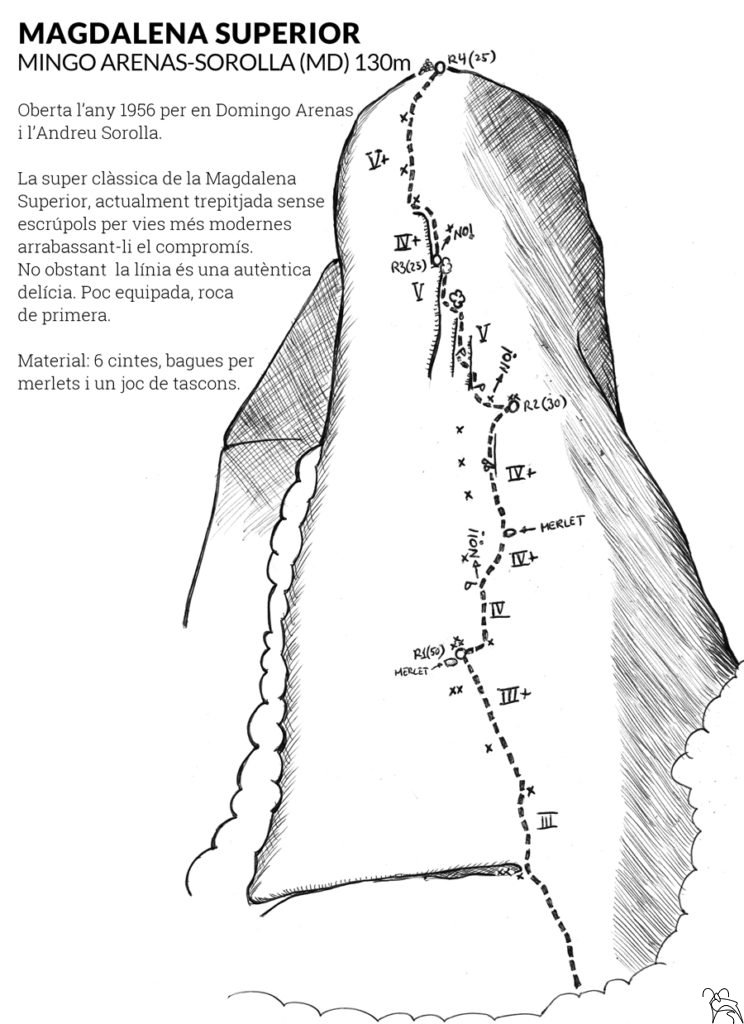 MAGDALENA SUPERIOR
MINGO ARENAS-SOROLLA (MD) 130m
Oberta l'any 1956 per en Domingo Arenas
i l'Andreu Sorolla.
La super clàssica de la Magdalena
Superior, actualment trepitjada sense
escrúpols per vies més modernes
arrabassant-li el compromís.
No obstant la línia és una autèntica
delícia. Poc equipada, roca
de primera.
Material: 6 cintes, bagues per
merlets i un joc de tascons.
R4(25)
V+
IV+
NO!
R3(25)
V
V
NO!!
R2(30)
IV+
MERLET
NO!!
IV+
IV
R1(50)
MERLET
III+
III